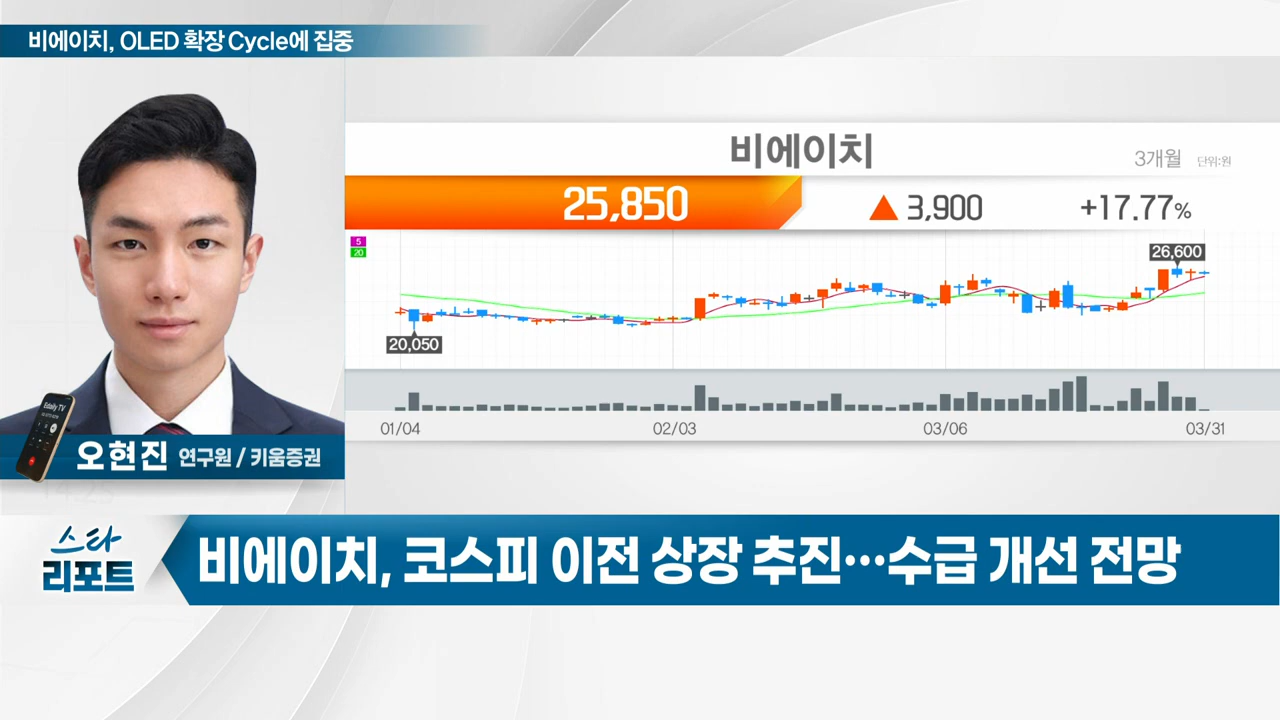 비에이치, OLED 확장 Cycle에 집중
비에이치
3개월 단위:원
25,850 ▲ 3,900 +17.77%
5
20
26,600
20,050
01/04 02/03 03/06 03/31
Edaily TV
오현진 연구원 / 키움증권
스타
리포트
비에이치, 코스피 이전 상장 추진…수급 개선 전망